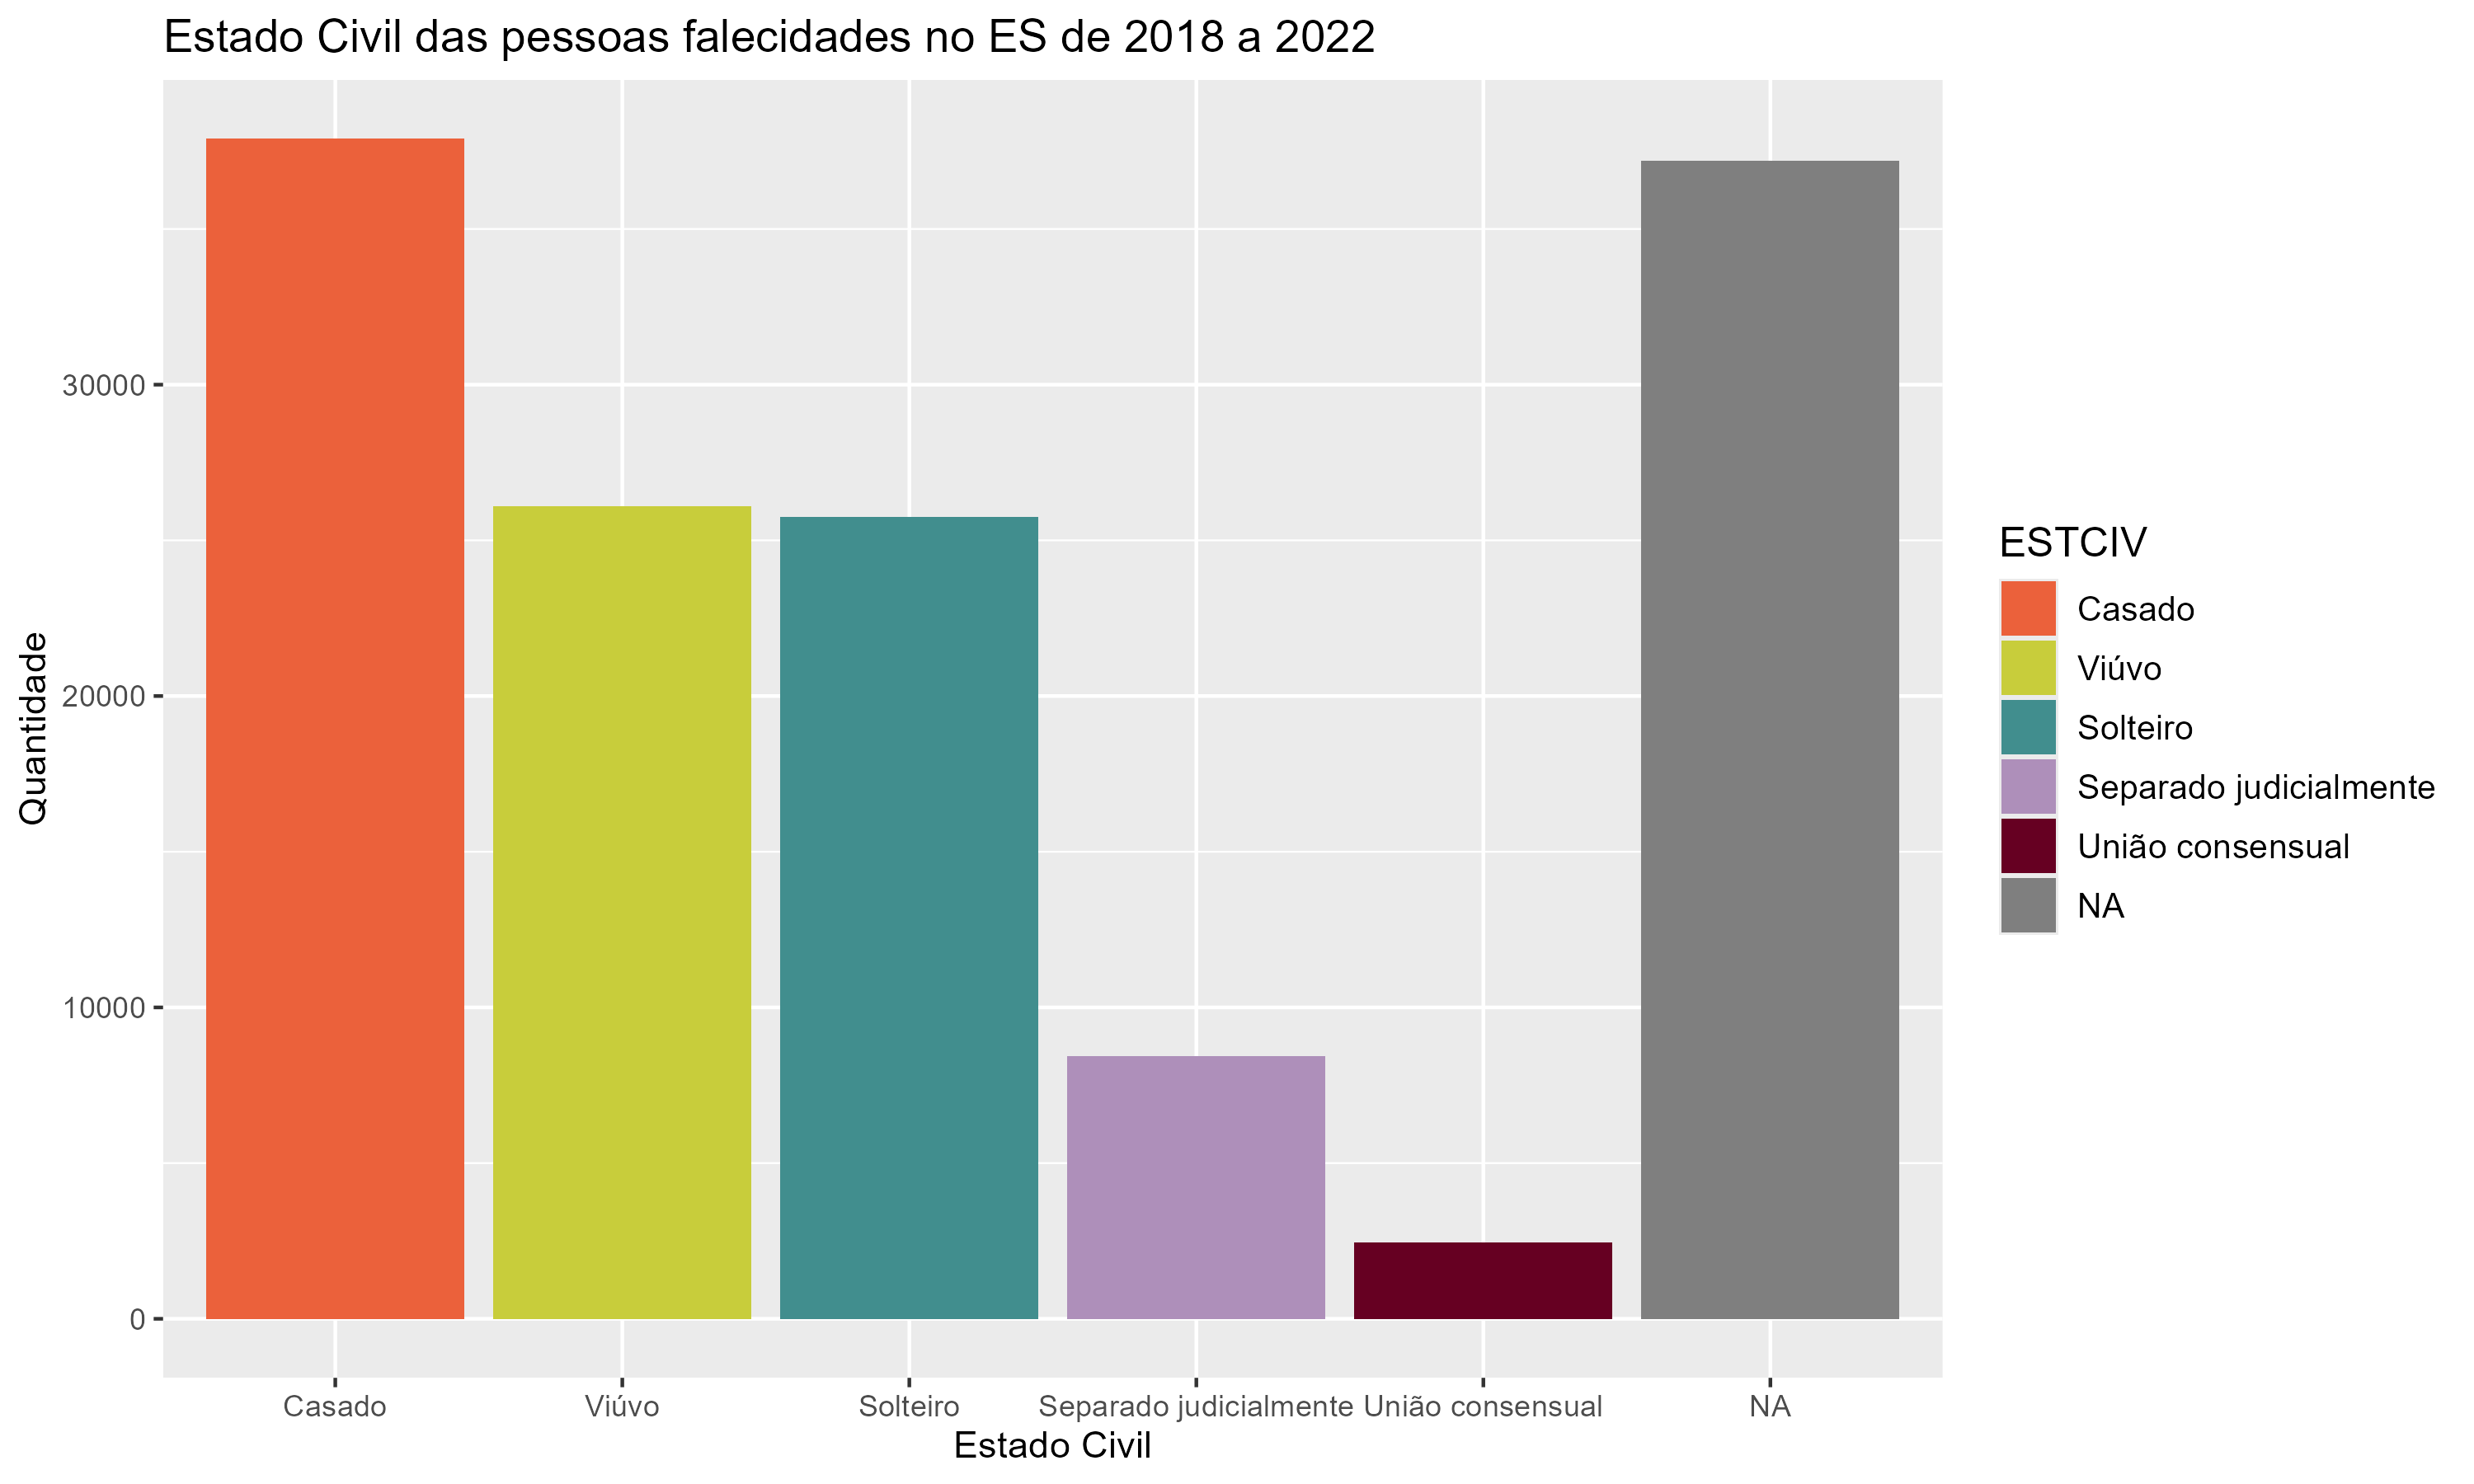 Estado Civil das pessoas falecidades no ES de 2018 a 2022
Quantidade
30000
20000
10000
0
Casado
Viúvo
Solteiro
Separado judicialmente
União consensual
NA
Estado Civil
ESTCIV
Casado
Viúvo
Solteiro
Separado judicialmente
União consensual
NA